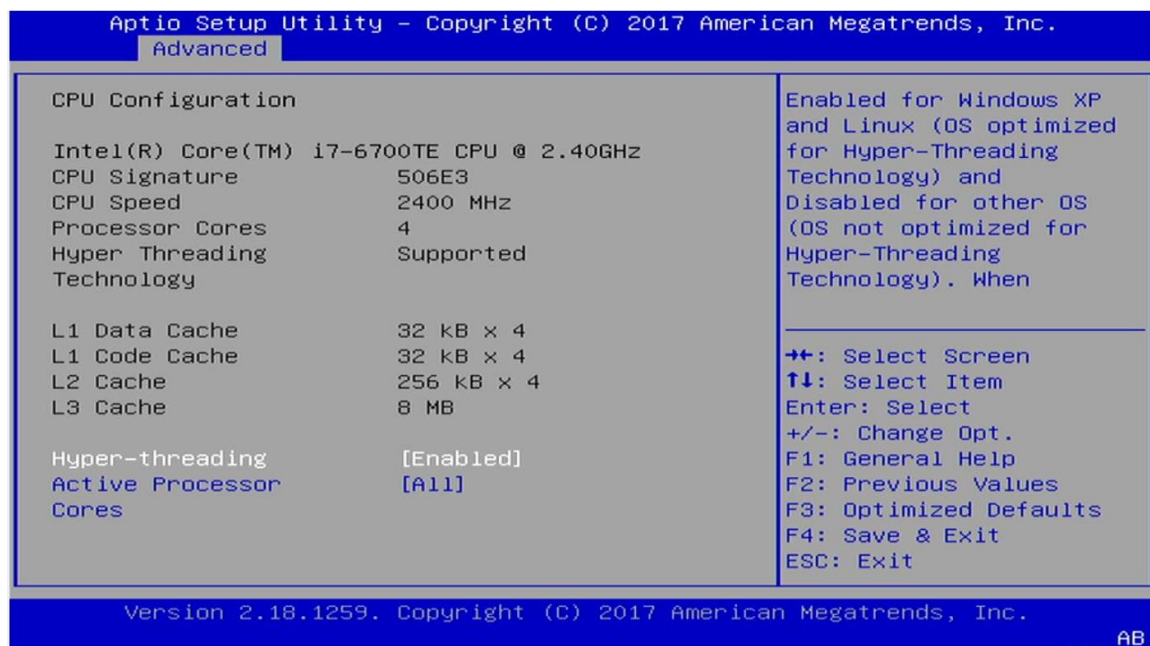 Aptio Setup Utility – Copyright (C) 2017 American Megatrends, Inc.
Advanced
CPU Configuration
Intel(R) Core(TM) i7-6700TE CPU @ 2.40GHz
CPU Signature 506E3
CPU Speed 2400 MHz
Processor Cores 4
Hyper Threading Supported
Technology
L1 Data Cache 32 kB x 4
L1 Code Cache 32 kB x 4
L2 Cache 256 kB x 4
L3 Cache 8 MB
Hyper-threading [Enabled]
Active Processor [All]
Cores
Enabled for Windows XP
and Linux (OS optimized
for Hyper-Threading
Technology) and
Disabled for other OS
(OS not optimized for
Hyper-Threading
Technology). When
→←: Select Screen
↑↓: Select Item
Enter: Select
+/-: Change Opt.
F1: General Help
F2: Previous Values
F3: Optimized Defaults
F4: Save & Exit
ESC: Exit
Version 2.18.1259. Copyright (C) 2017 American Megatrends, Inc.
AB